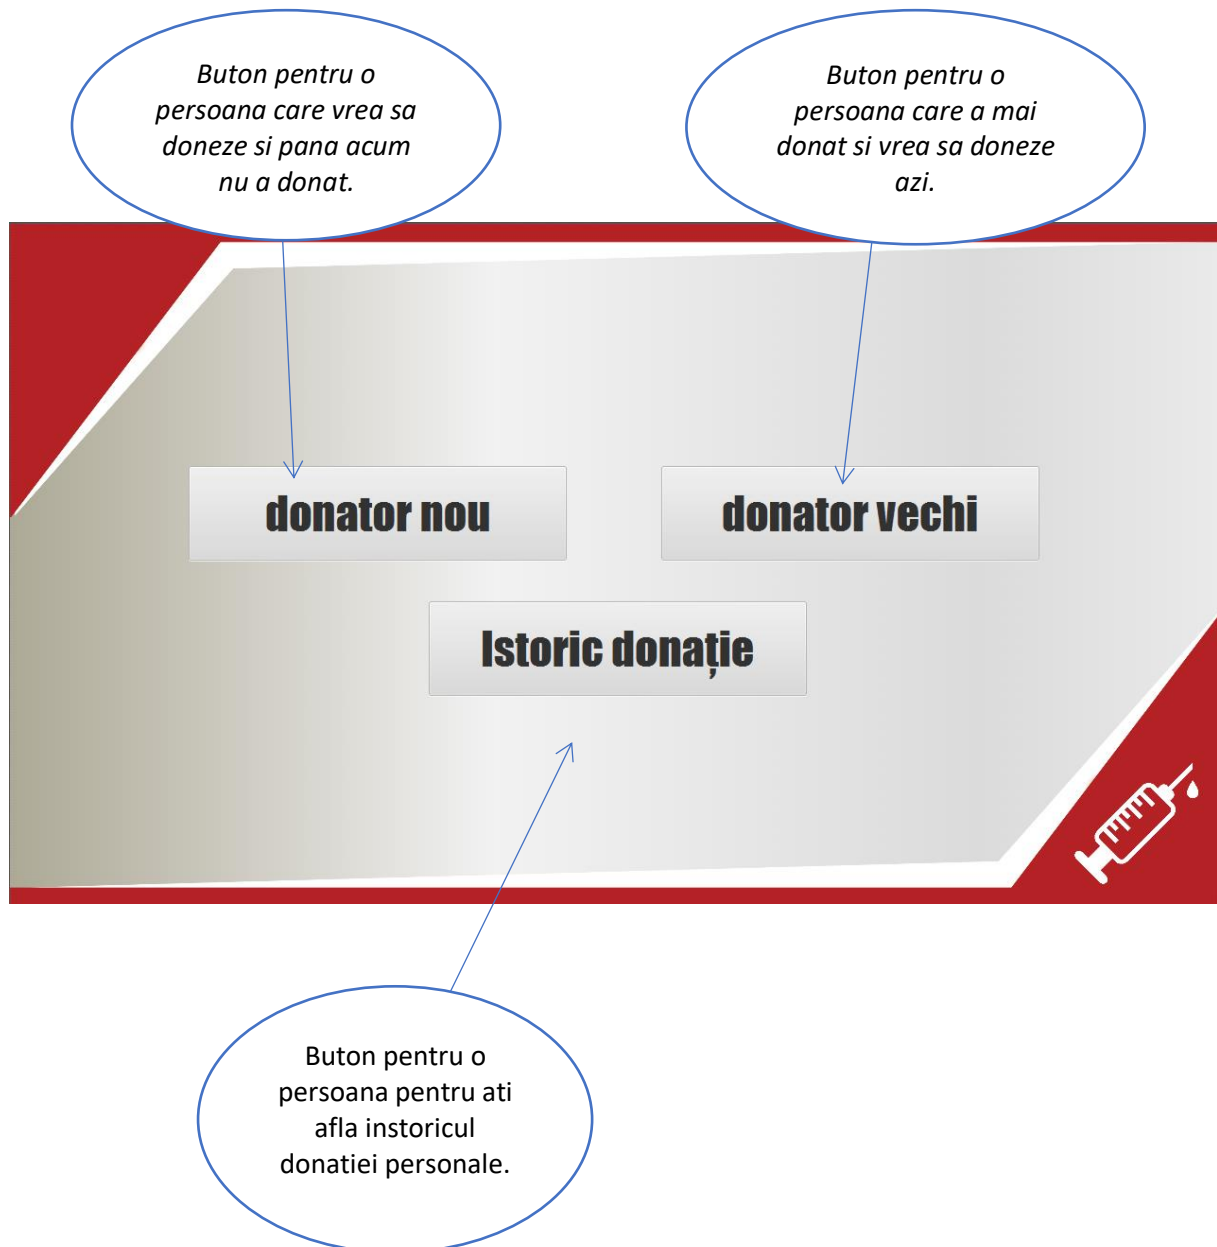 Buton pentru o
persoana care vrea sa
doneze si pana acum
nu a donat.
Buton pentru o
persoana care a mai
donat si vrea sa doneze
azi.
donator nou
donator vechi
Istoric donație
Buton pentru o
persoana pentru ati
afla instoricul
donatiei personale.